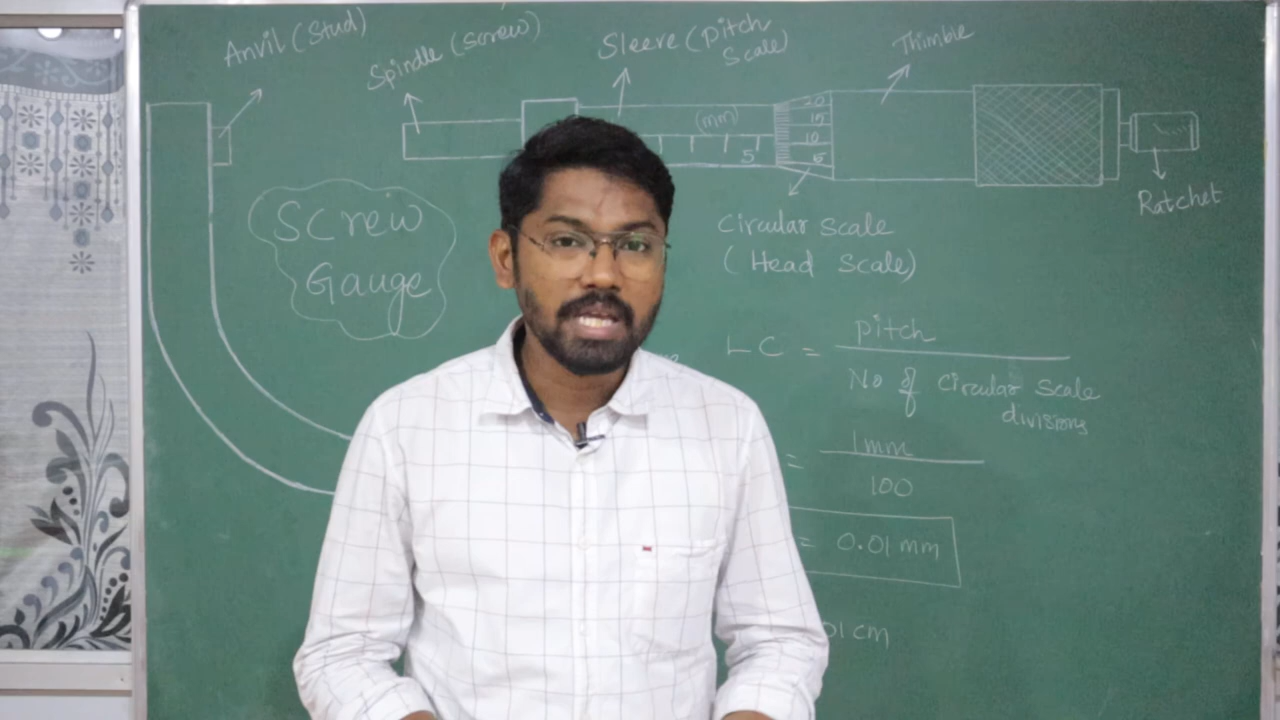 Anvil (Stud)
Spindle (Screw)
Sleeve (Pitch
Scale)
Thimble
(mm)
5
20
15
10
5
Ratchet
Screw
Gauge
Circular Scale
(Head Scale)
LC = pitch
No of Circular Scale
divisions
= 1mm
100
= 0.01 mm
01 cm